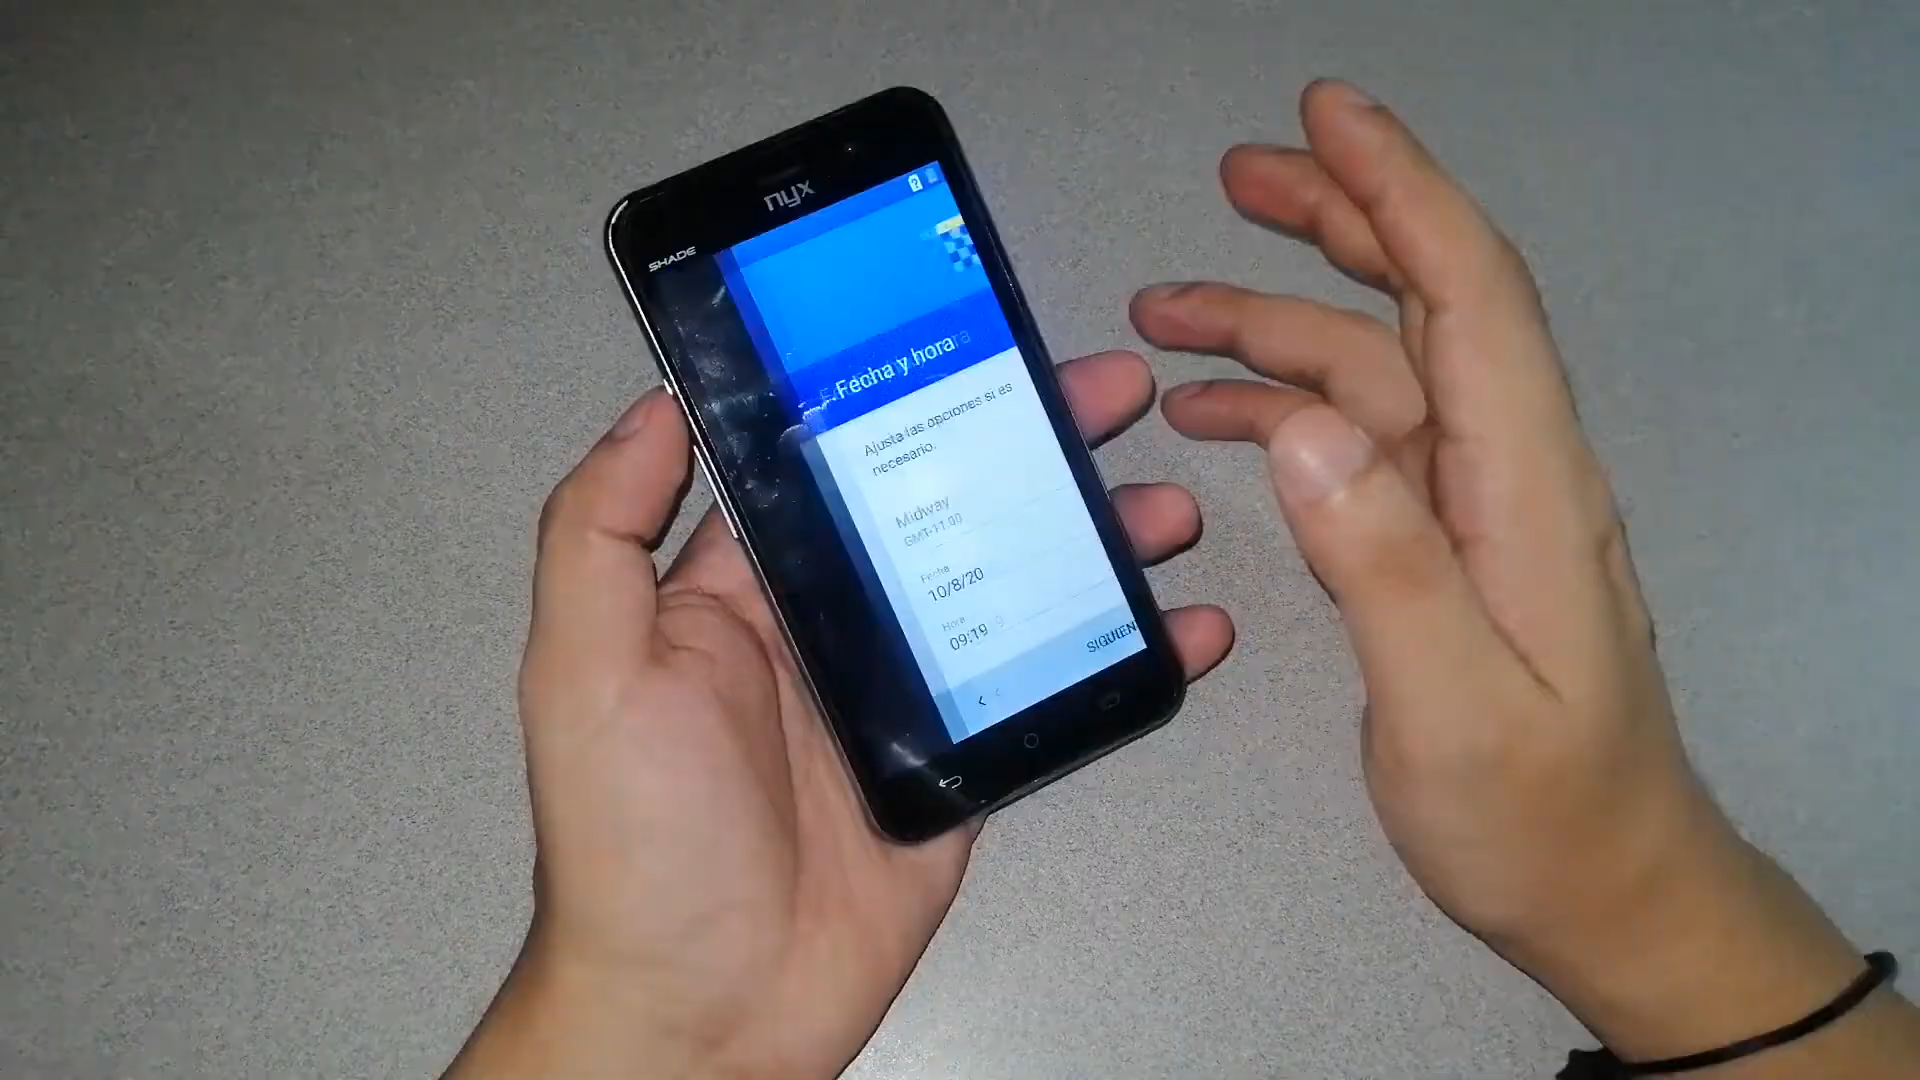 nyx
SHADE
Fecha y hora
Ajusta las opciones si es
necesario.
Midway
GMT-11:00
Fecha
10/8/20
Hora
09:19
SIGUIEN